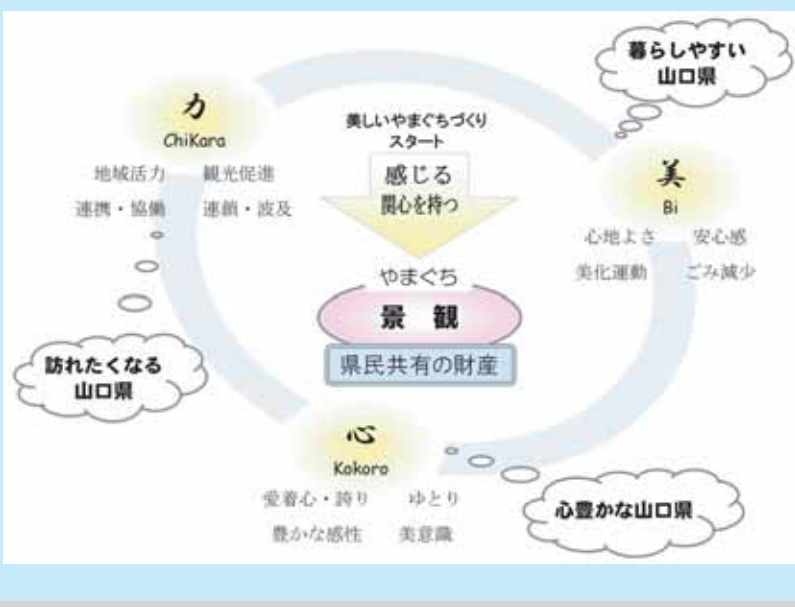 暮らしやすい
山口県
力
ChiKara
地域活力 観光促進
連携・協働 連鎖・波及
美しいやまぐちづくり
スタート
感じる
関心を持つ
美
Bi
心地よさ 安心感
美化運動 ごみ減少
やまぐち
景 観
県民共有の財産
訪れたくなる
山口県
心
Kokoro
愛着心・誇り ゆとり
豊かな感性 美意識
心豊かな山口県